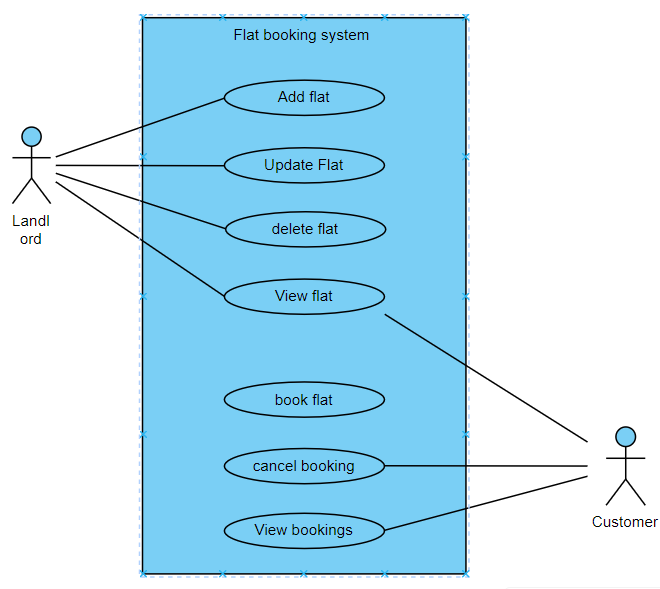 Flat booking system
Add flat
Update Flat
delete flat
View flat
book flat
cancel booking
View bookings
Landl
ord
Customer